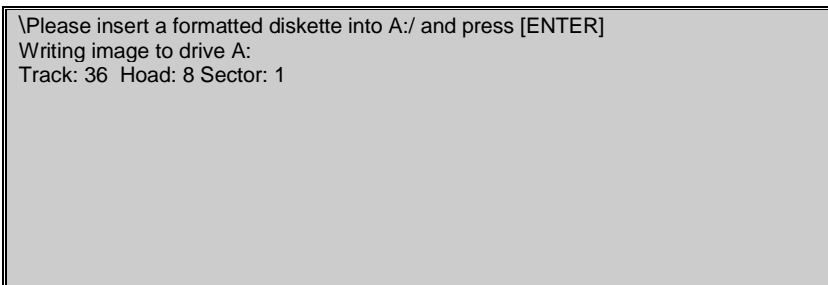 \Please insert a formatted diskette into A:/ and press [ENTER]
Writing image to drive A:
Track: 36  Hoad: 8 Sector: 1